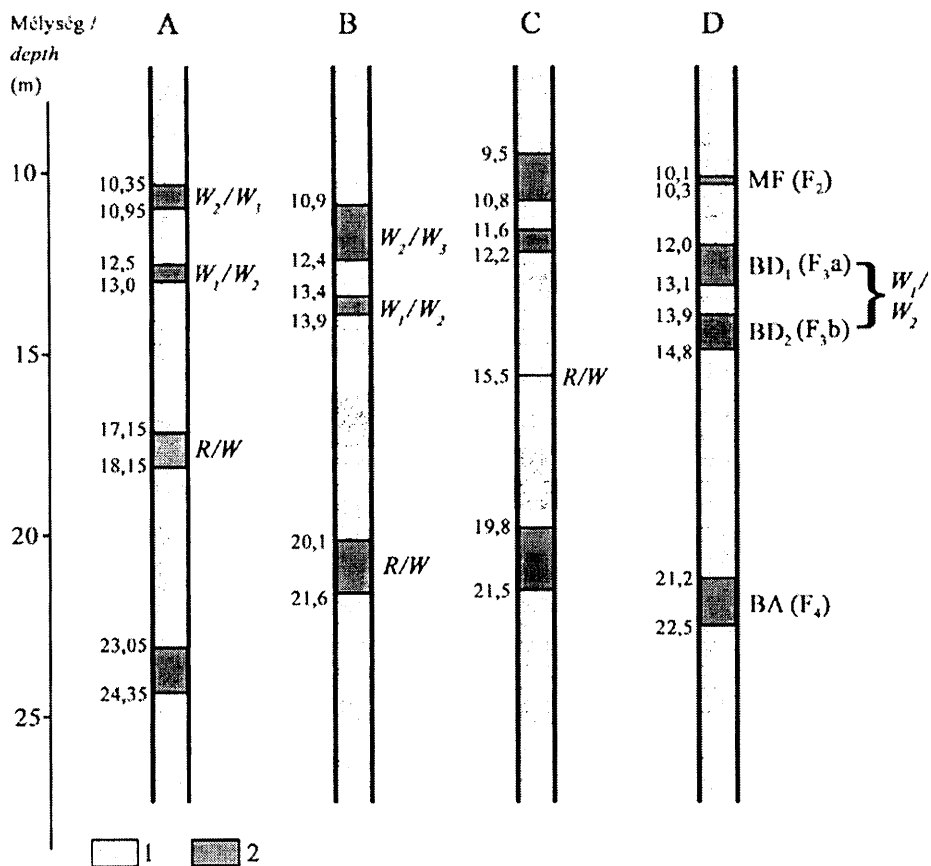 Mélység /
depth
(m)
A
B
C
D
10
15
20
25
10,35
10,95
W₂/W₃
12,5
13,0
W₁/W₂
17,15
18,15
R/W
23,05
24,35
10,9
12,4
W₂/W₃
13,4
13,9
W₁/W₂
20,1
21,6
R/W
9,5
10,8
11,6
12,2
15,5
R/W
19,8
21,5
10,1
10,3
MF (F₂)
12,0
13,1
BD₁ (F₃a)
13,9
14,8
BD₂ (F₃b)
W₁/
W₂
21,2
22,5
BA (F₄)
1
2